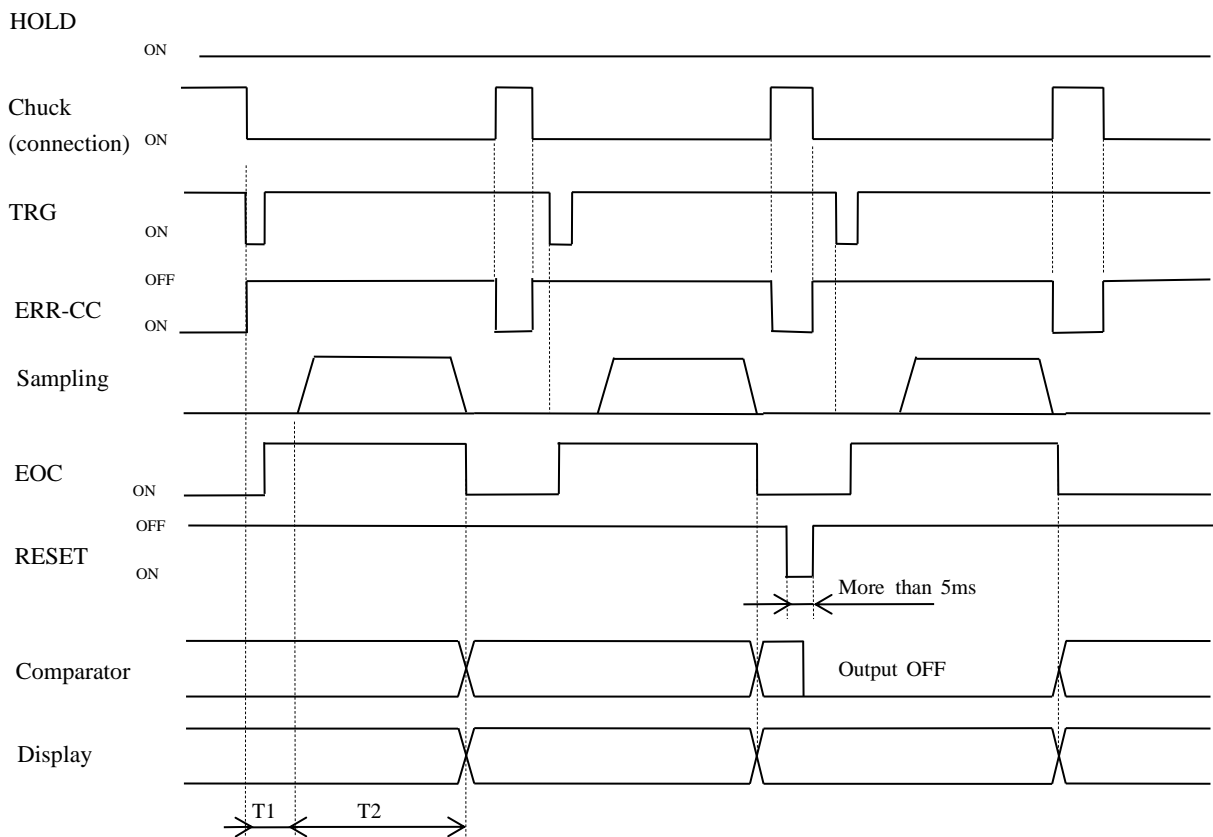 HOLD
ON
Chuck
(connection) ON
TRG
ON
OFF
ERR-CC
ON
Sampling
EOC
ON
OFF
RESET
ON
More than 5ms
Comparator
Output OFF
Display
T1
T2